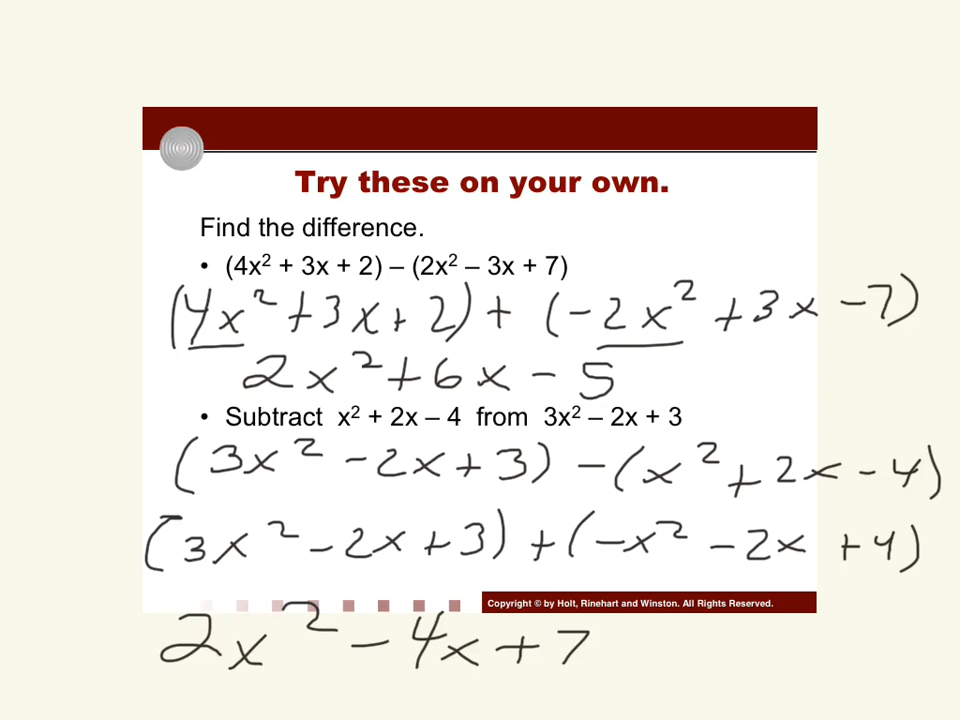 Try these on your own.
Find the difference.
• (4x² + 3x + 2) – (2x² – 3x + 7)
(4x² + 3x + 2) + (-2x² + 3x - 7)
2x² + 6x - 5
• Subtract x² + 2x – 4 from 3x² – 2x + 3
(3x² - 2x + 3) - (x² + 2x - 4)
(3x² - 2x + 3) + (-x² - 2x + 4)
Copyright © by Holt, Rinehart and Winston. All Rights Reserved.
2x² - 4x + 7